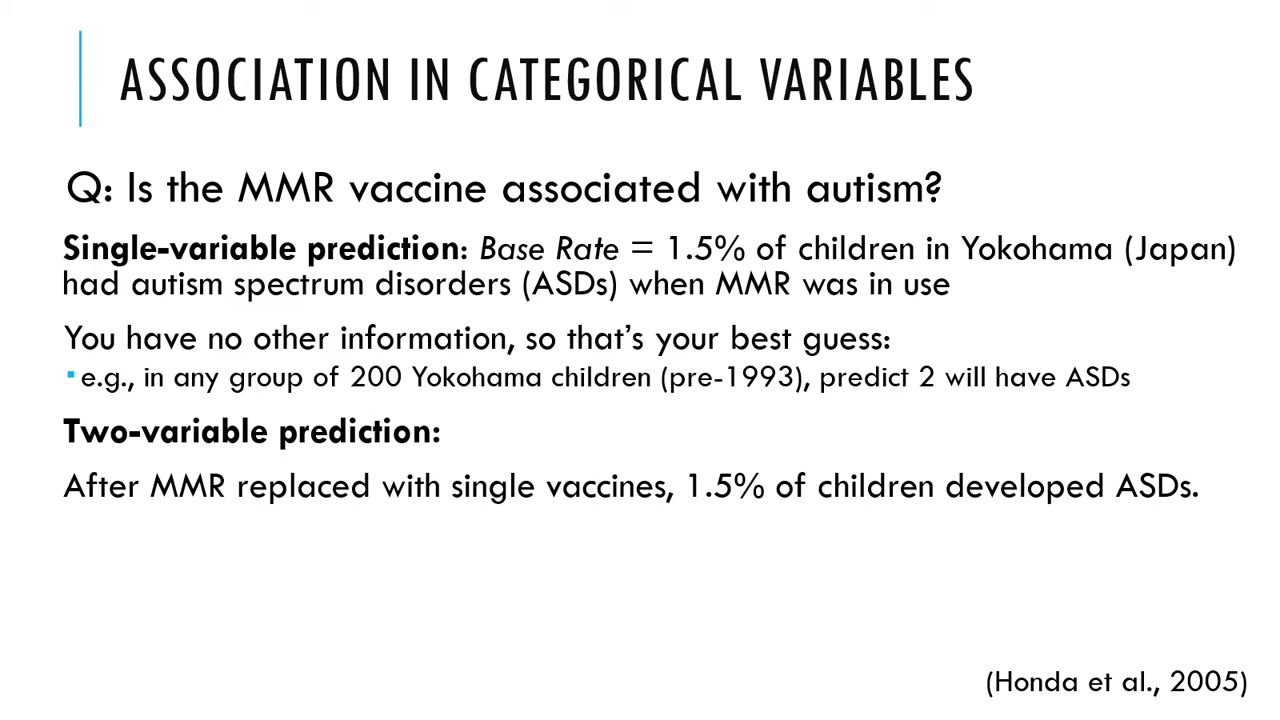 ASSOCIATION IN CATEGORICAL VARIABLES
Q: Is the MMR vaccine associated with autism?
Single-variable prediction: Base Rate = 1.5% of children in Yokohama (Japan)
had autism spectrum disorders (ASDs) when MMR was in use
You have no other information, so that’s your best guess:
▪ e.g., in any group of 200 Yokohama children (pre-1993), predict 2 will have ASDs
Two-variable prediction:
After MMR replaced with single vaccines, 1.5% of children developed ASDs.
(Honda et al., 2005)